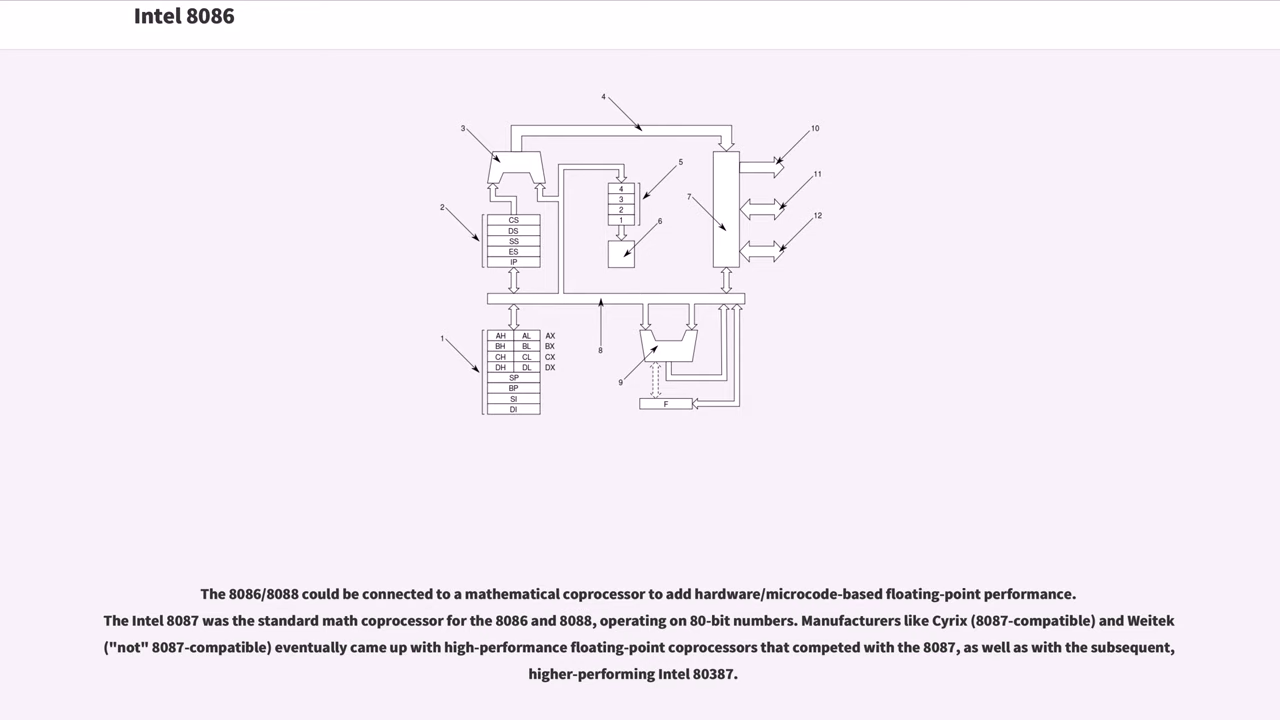 Intel 8086
4
3
10
5
11
4
7
3
2
2
6
12
1
CS
DS
SS
ES
IP
1
AH AL AX
BH BL BX
8
CH CL CX
DH DL DX
9
SP
BP
SI
F
DI
The 8086/8088 could be connected to a mathematical coprocessor to add hardware/microcode-based floating-point performance.
The Intel 8087 was the standard math coprocessor for the 8086 and 8088, operating on 80-bit numbers. Manufacturers like Cyrix (8087-compatible) and Weitek
("not" 8087-compatible) eventually came up with high-performance floating-point coprocessors that competed with the 8087, as well as with the subsequent,
higher-performing Intel 80387.